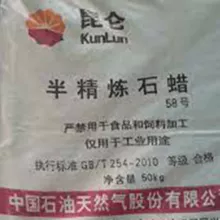 昆仑
KunLun
半精炼石蜡
58号
严禁用于食品和饲料加工
仅用于工业用途
执行标准 GB/T 254-2010 等级 合格
净含量 50kg
中国石油天然气股份有限